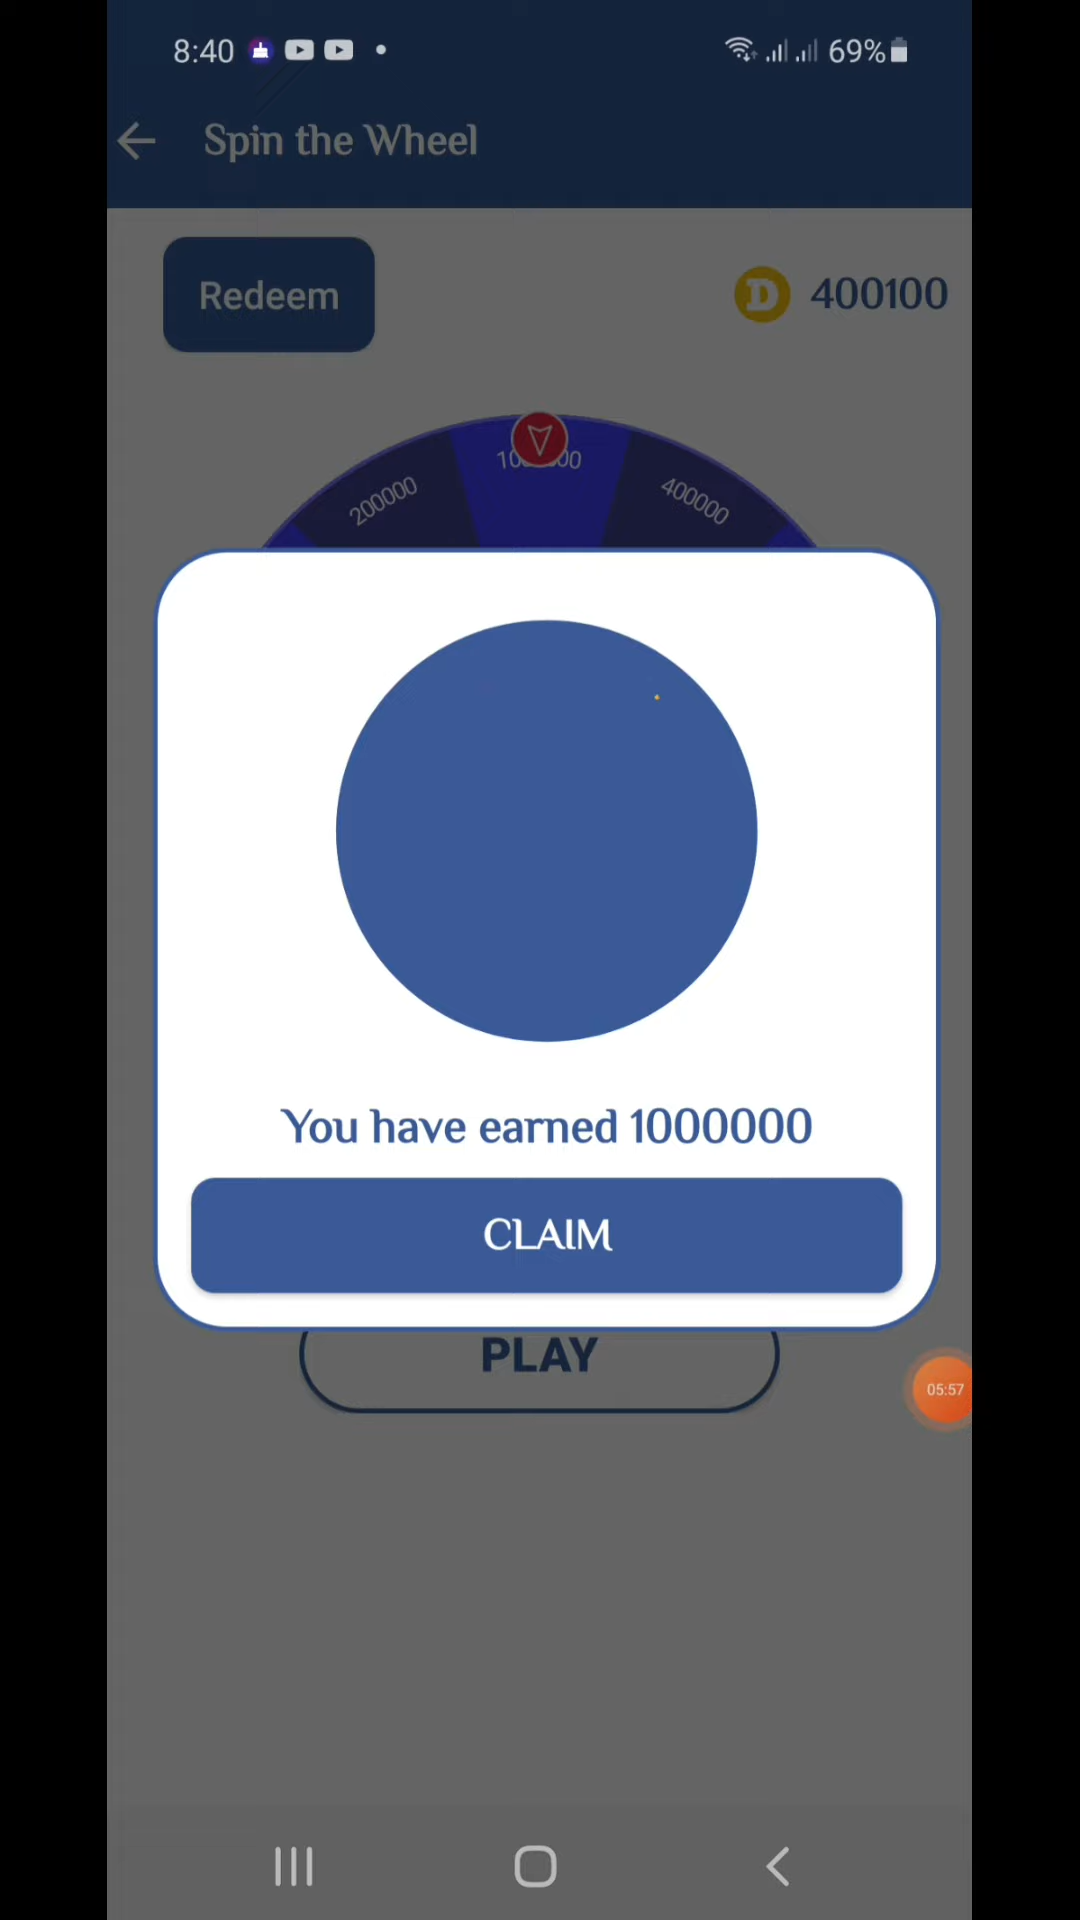 8:40
69%
Spin the Wheel
Redeem
D 400100
200000
400000
You have earned 1000000
CLAIM
PLAY
05:57